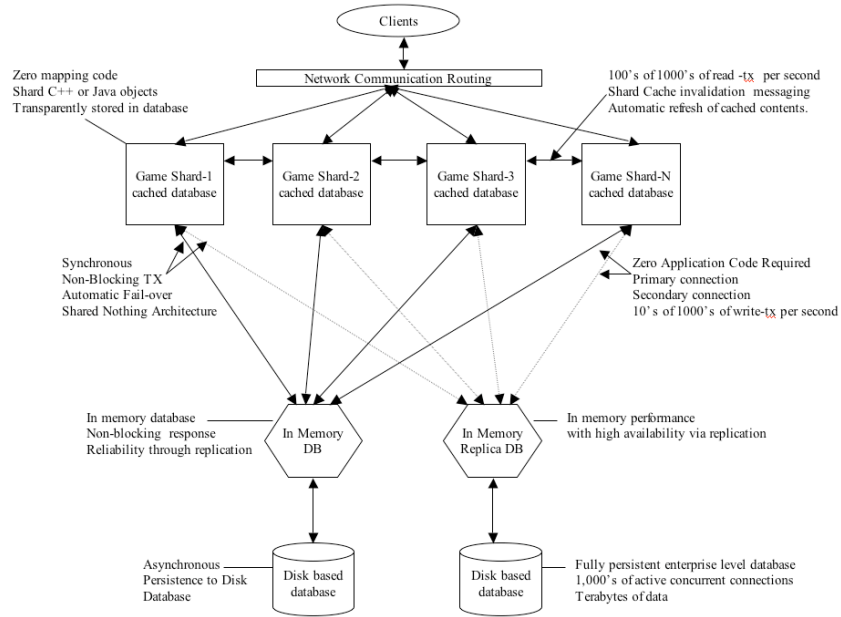 Clients
Network Communication Routing
Zero mapping code
Shard C++ or Java objects
Transparently stored in database
100's of 1000's of read -tx per second
Shard Cache invalidation messaging
Automatic refresh of cached contents.
Game Shard-1
cached database
Game Shard-2
cached database
Game Shard-3
cached database
Game Shard-N
cached database
Synchronous
Non-Blocking TX
Automatic Fail-over
Shared Nothing Architecture
Zero Application Code Required
Primary connection
Secondary connection
10's of 1000's of write-tx per second
In memory database
Non-blocking response
Reliability through replication
In Memory
DB
In Memory
Replica DB
In memory performance
with high availability via replication
Asynchronous
Persistence to Disk
Database
Disk based
database
Disk based
database
Fully persistent enterprise level database
1,000's of active concurrent connections
Terabytes of data